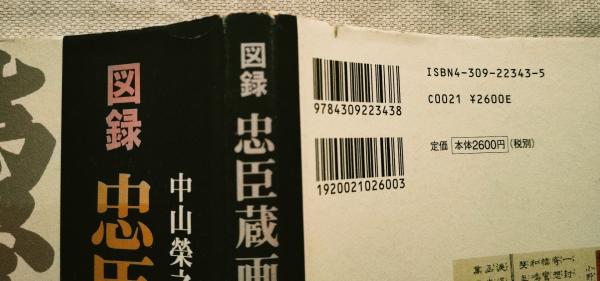 図録
忠臣
中山榮之
図録 忠臣蔵画
ISBN4-309-22343-5
C0021 ¥2600E
定価 本体2600円(税別)
9784309223438
1920021026003